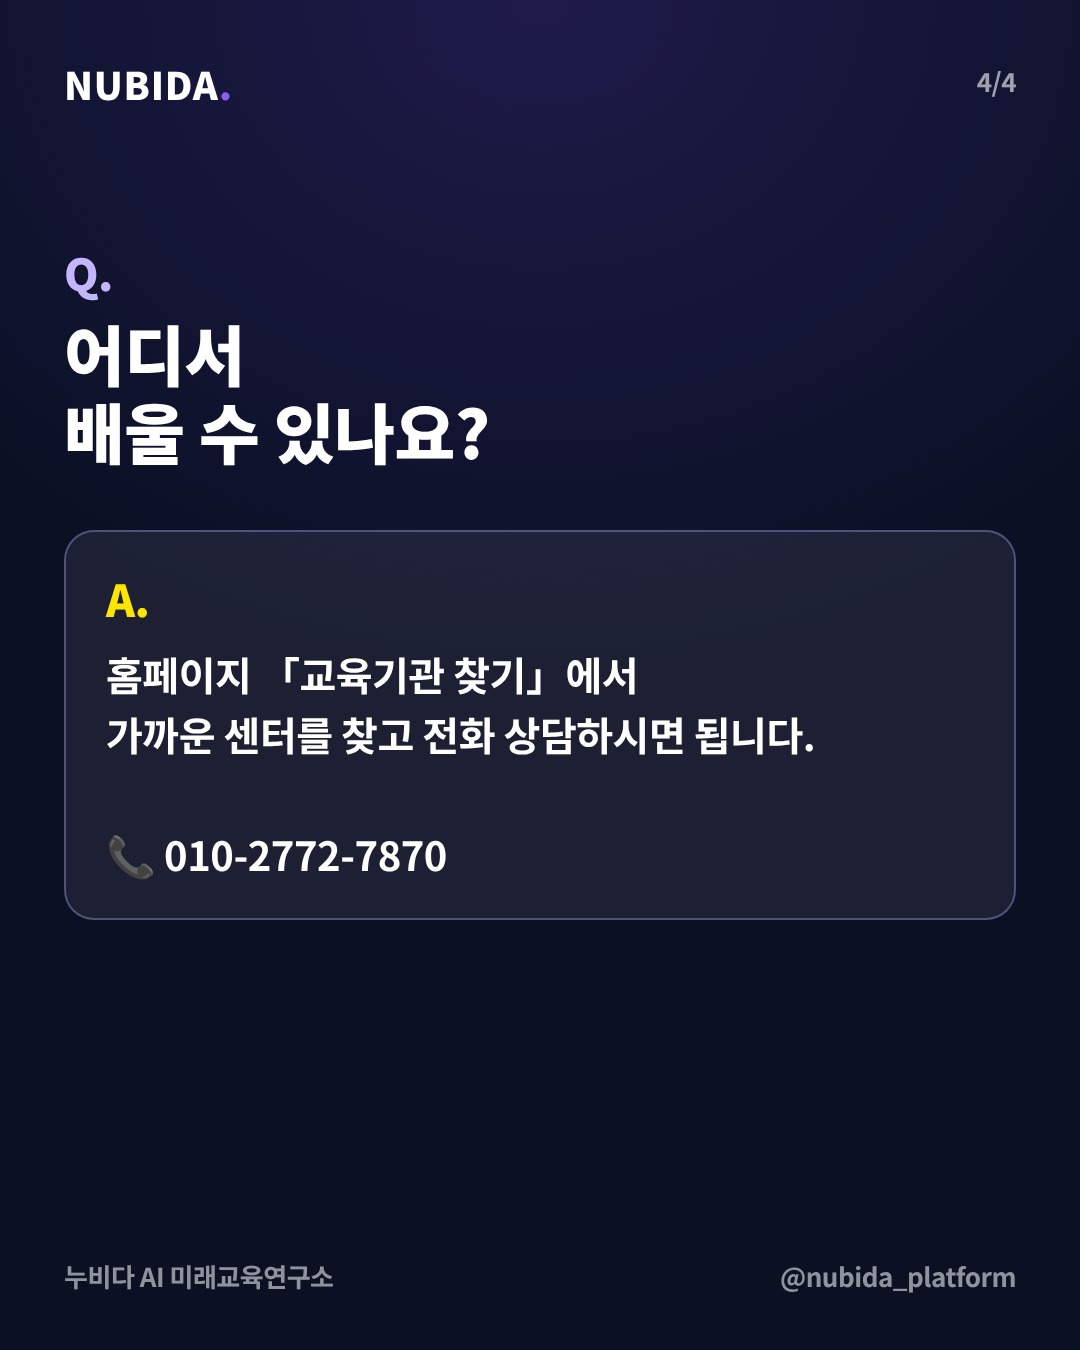 NUBIDA.
4/4
Q.
어디서
배울 수 있나요?
A.
홈페이지 「교육기관 찾기」에서
가까운 센터를 찾고 전화 상담하시면 됩니다.
📞 010-2772-7870
누비다 AI 미래교육연구소
@nubida_platform